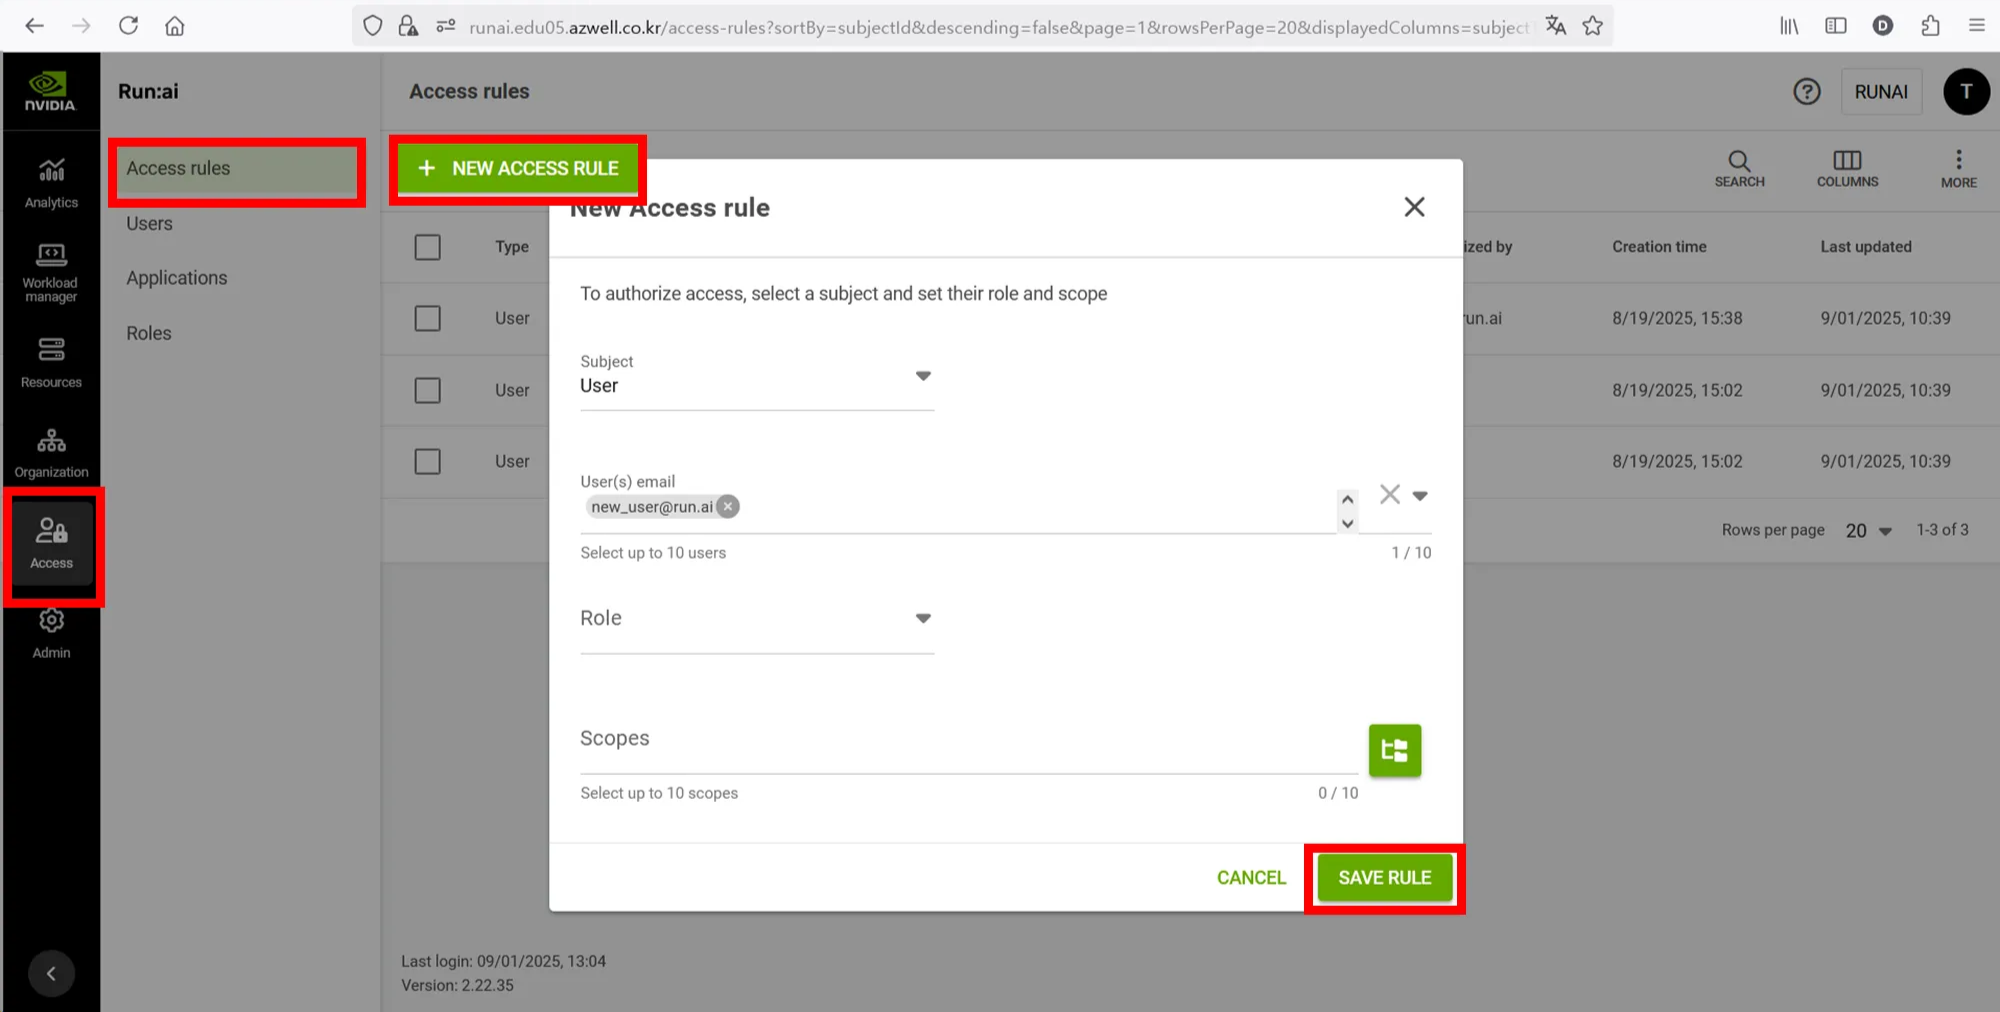 runai.edu05.azwell.co.kr/access-rules?sortBy=subjectId&descending=false&page=1&rowsPerPage=20&displayedColumns=subject
D
NVIDIA
Run:ai
Access rules
?
RUNAI
T
Access rules
+ NEW ACCESS RULE
SEARCH
COLUMNS
MORE
Analytics
Users
New Access rule
Type
ized by
Creation time
Last updated
Workload
manager
Applications
To authorize access, select a subject and set their role and scope
User
run.ai
8/19/2025, 15:38
9/01/2025, 10:39
Roles
Resources
Subject
User
User
8/19/2025, 15:02
9/01/2025, 10:39
Organization
User
8/19/2025, 15:02
9/01/2025, 10:39
User(s) email
new_user@run.ai
Select up to 10 users
1 / 10
Rows per page 20 1-3 of 3
Access
Role
Admin
Scopes
Select up to 10 scopes
0 / 10
CANCEL
SAVE RULE
Last login: 09/01/2025, 13:04
Version: 2.22.35